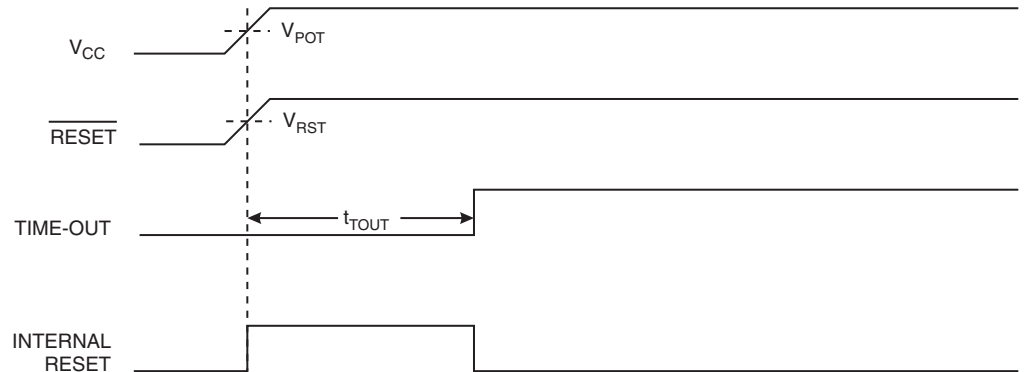 VCC
VPOT
RESET
VRST
TIME-OUT
tTOUT
INTERNAL
RESET